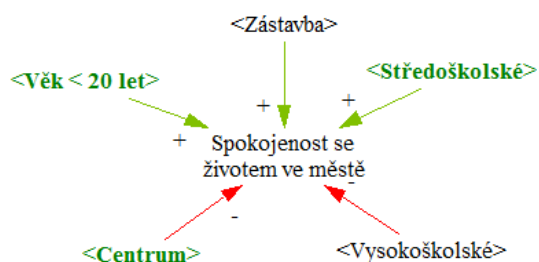 <Zástavba>
<Věk < 20 let>
<Středoškolské>
+
+
+
Spokojenost se
životem ve městě
-
-
<Centrum>
<Vysokoškolské>